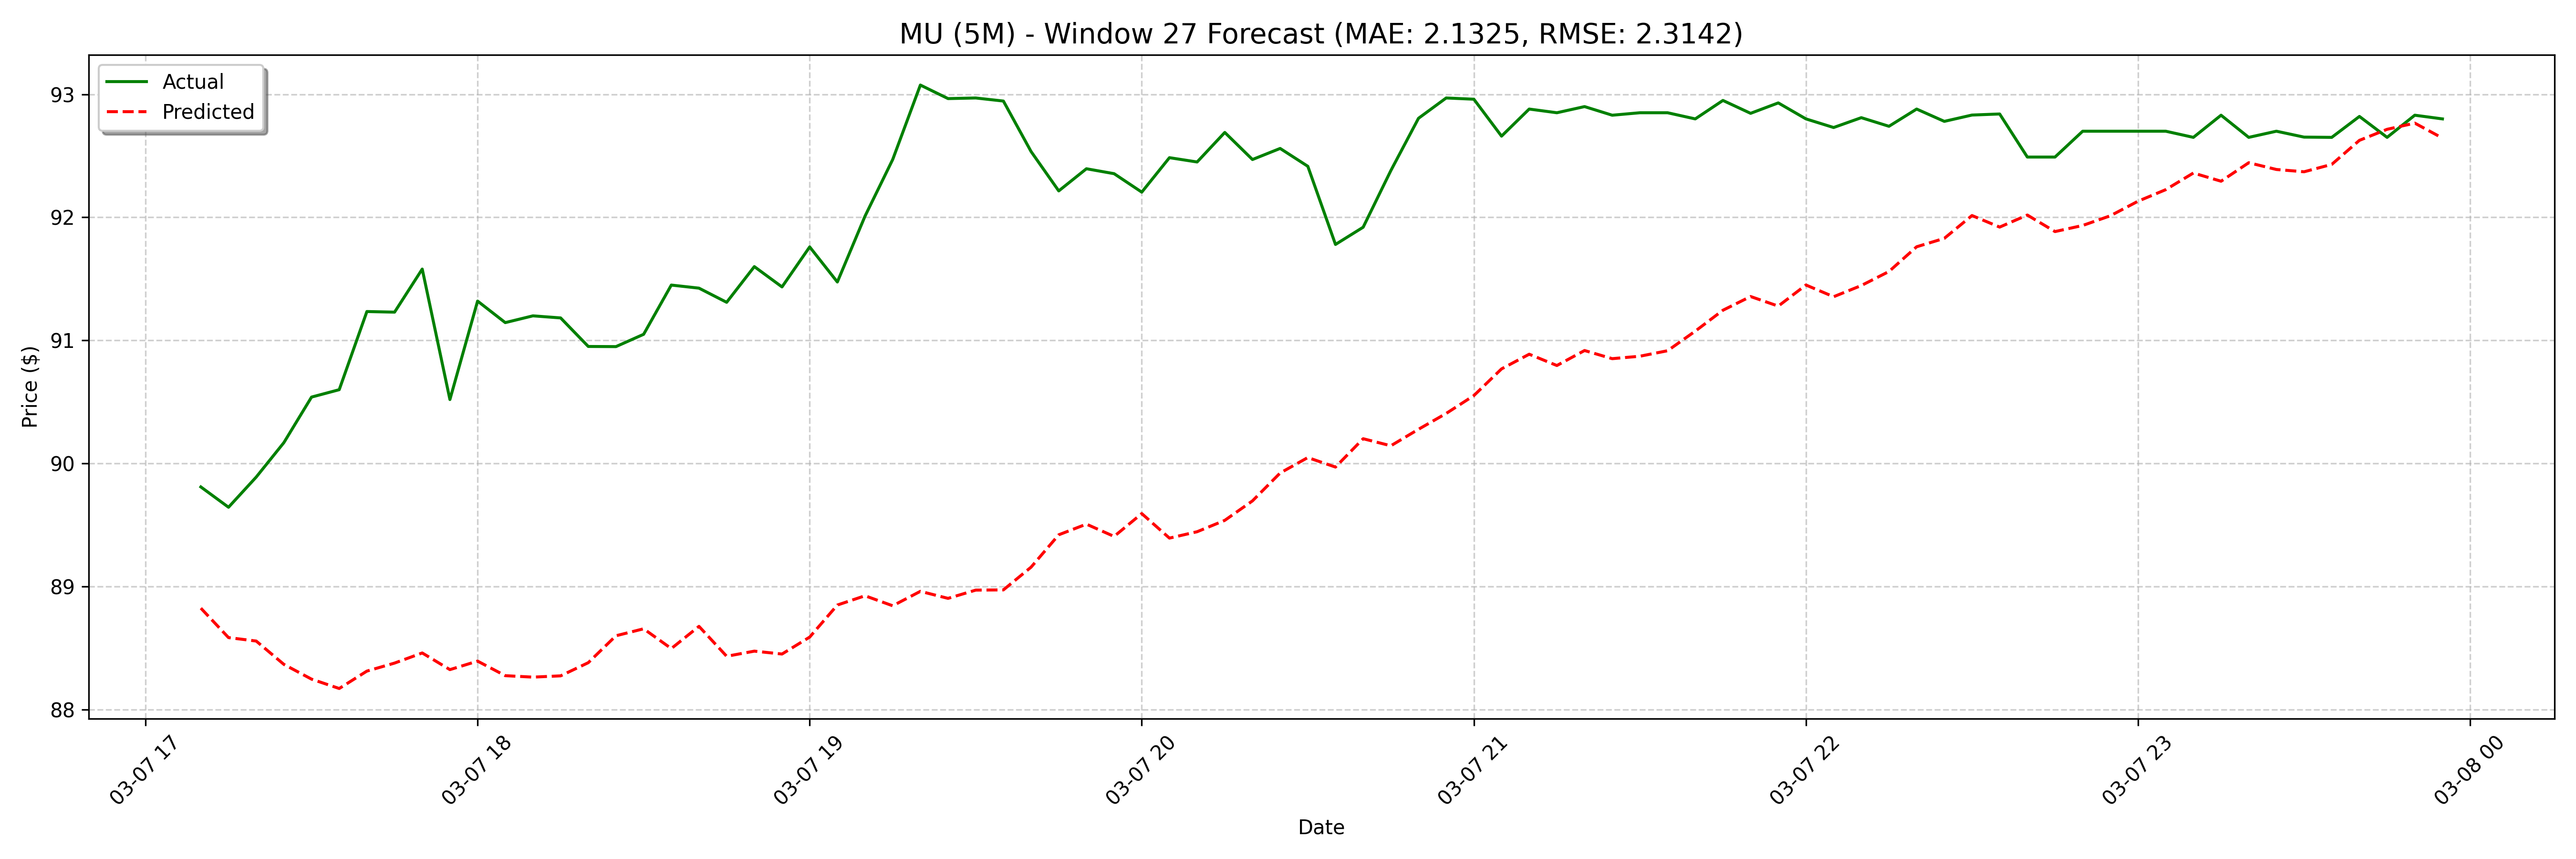 MU (5M) - Window 27 Forecast (MAE: 2.1325, RMSE: 2.3142)
Actual
Predicted
Price ($)
93
92
91
90
89
88
03-07 17
03-07 18
03-07 19
03-07 20
03-07 21
03-07 22
03-07 23
03-08 00
Date